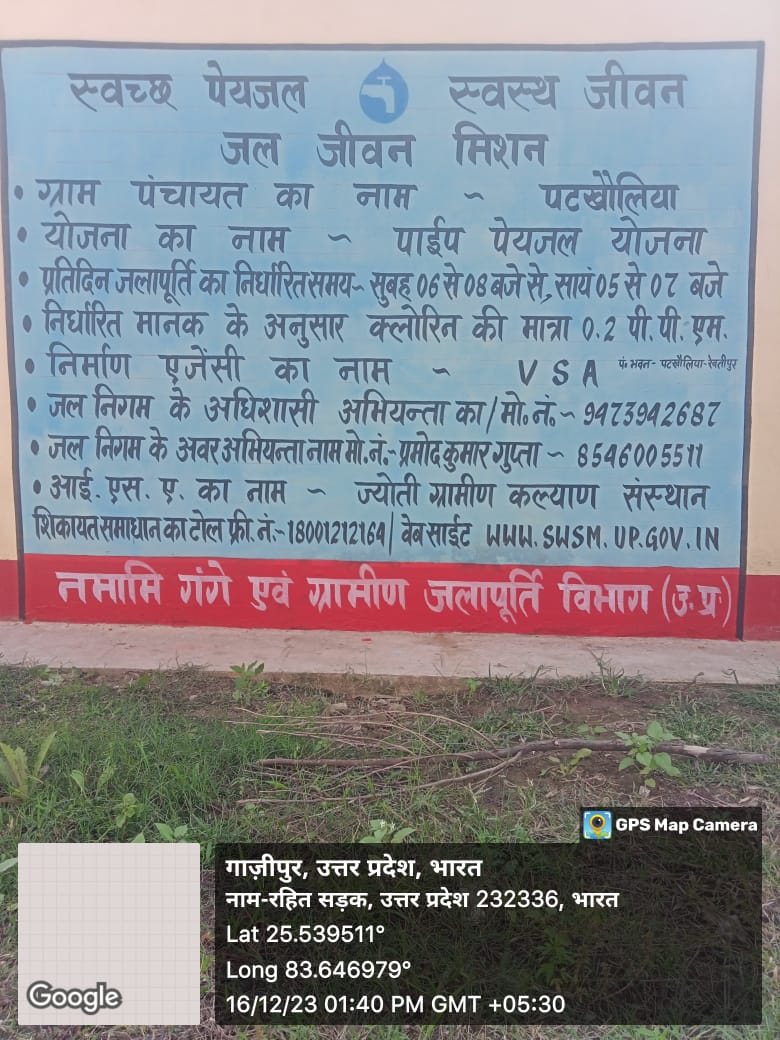 स्वच्छ पेयजल स्वस्थ जीवन
जल जीवन मिशन
• ग्राम पंचायत का नाम ~ पटखौलिया
• योजना का नाम ~ पाईप पेयजल योजना
• प्रतिदिन जलापूर्ति का निर्धारित समय~ सुबह 06 से 08 बजे से, सायं 05 से 07 बजे
• निर्धारित मानक के अनुसार क्लोरिन की मात्रा 0.2 पी. पी. एम.
• निर्माण एजेंसी का नाम ~ V S A पं० भवन - पटखौलिया-रेवतीपुर
• जल निगम के अधिशासी अभियन्ता का/मो. नं.~ 9473942687
• जल निगम के अवर अभियन्ता नाम मो. नं.- प्रमोद कुमार गुप्ता ~ 8546005511
• आई. एस. ए. का नाम ~ ज्योती ग्रामीण कल्याण संस्थान
शिकायत समाधान का टोल फ्री. नं:~18001212164/ वेब साईट WWW.SWSM.UP.GOV.IN
नमामि गंगे एवं ग्रामीण जलापूर्ति विभाग (उ.प्र.)
GPS Map Camera
गाज़ीपुर, उत्तर प्रदेश, भारत
नाम-रहित सड़क, उत्तर प्रदेश 232336, भारत
Lat 25.539511°
Long 83.646979°
16/12/23 01:40 PM GMT +05:30
Google